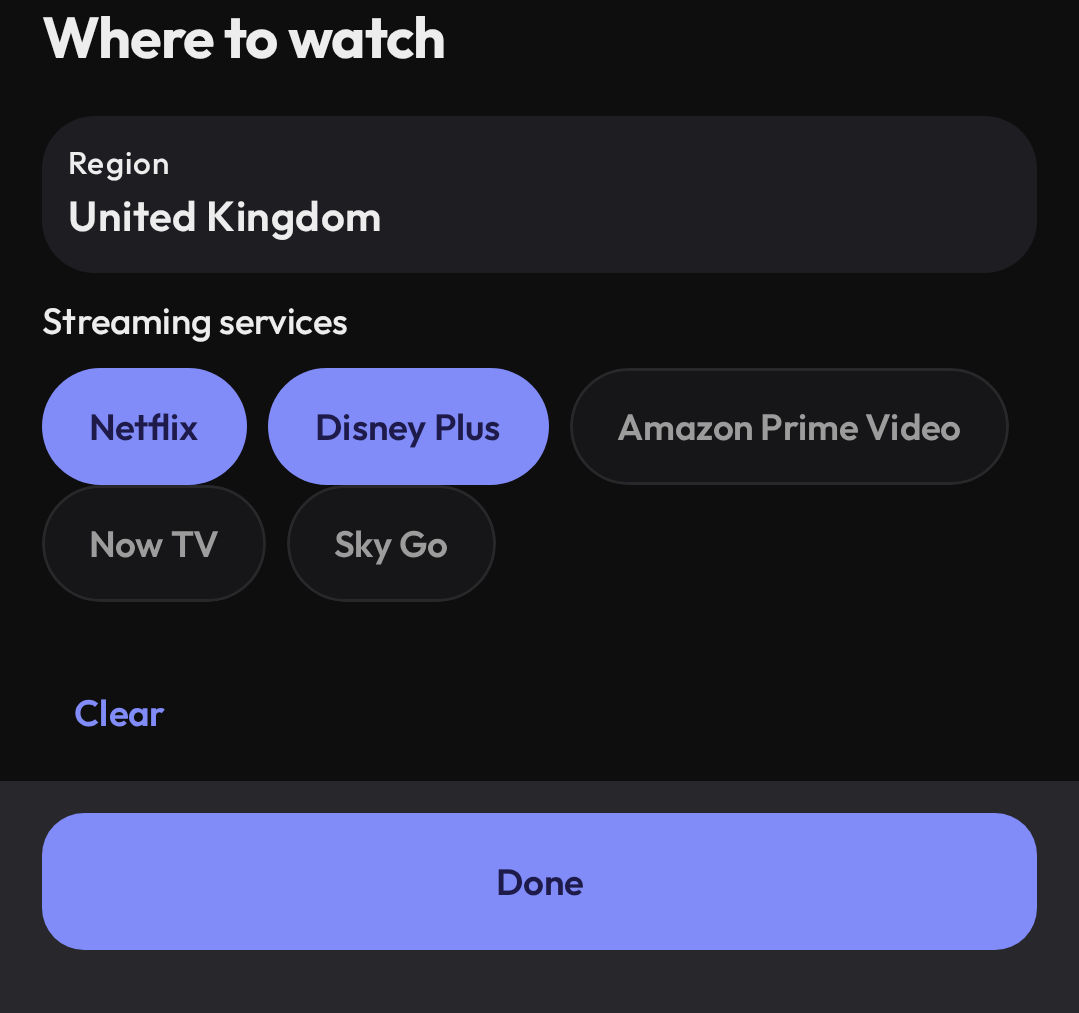 Where to watch
Region
United Kingdom
Streaming services
Netflix Disney Plus Amazon Prime Video
Now TV Sky Go
Clear
Done